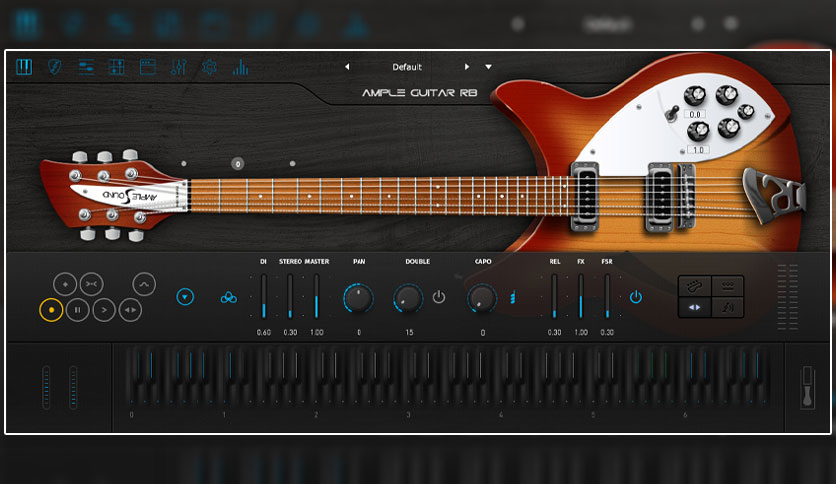 Default
AMPLE GUITAR RB
0.0
1.0
0
AMPLE SOUND
DI STEREO MASTER PAN DOUBLE CAPO REL FX FSR
0.60 0.30 1.00 0 15 0 0.30 1.00 0.30
0 1 2 3 4 5 6